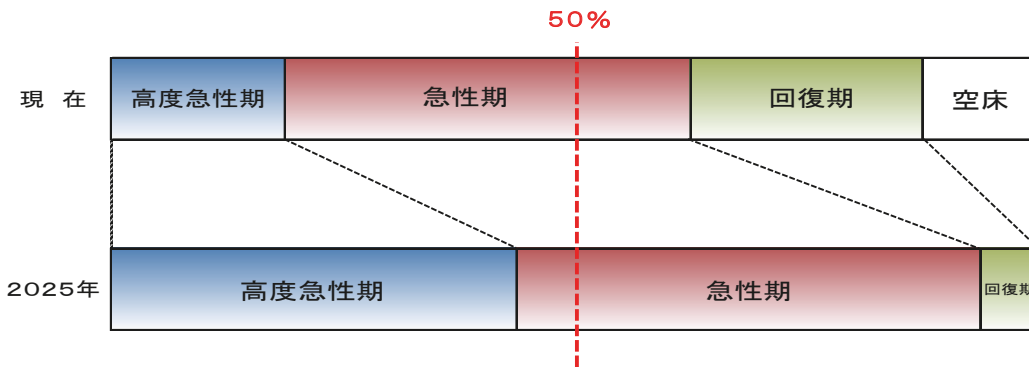 50%
現在
高度急性期
急性期
回復期
空床
2025年
高度急性期
急性期
回復期